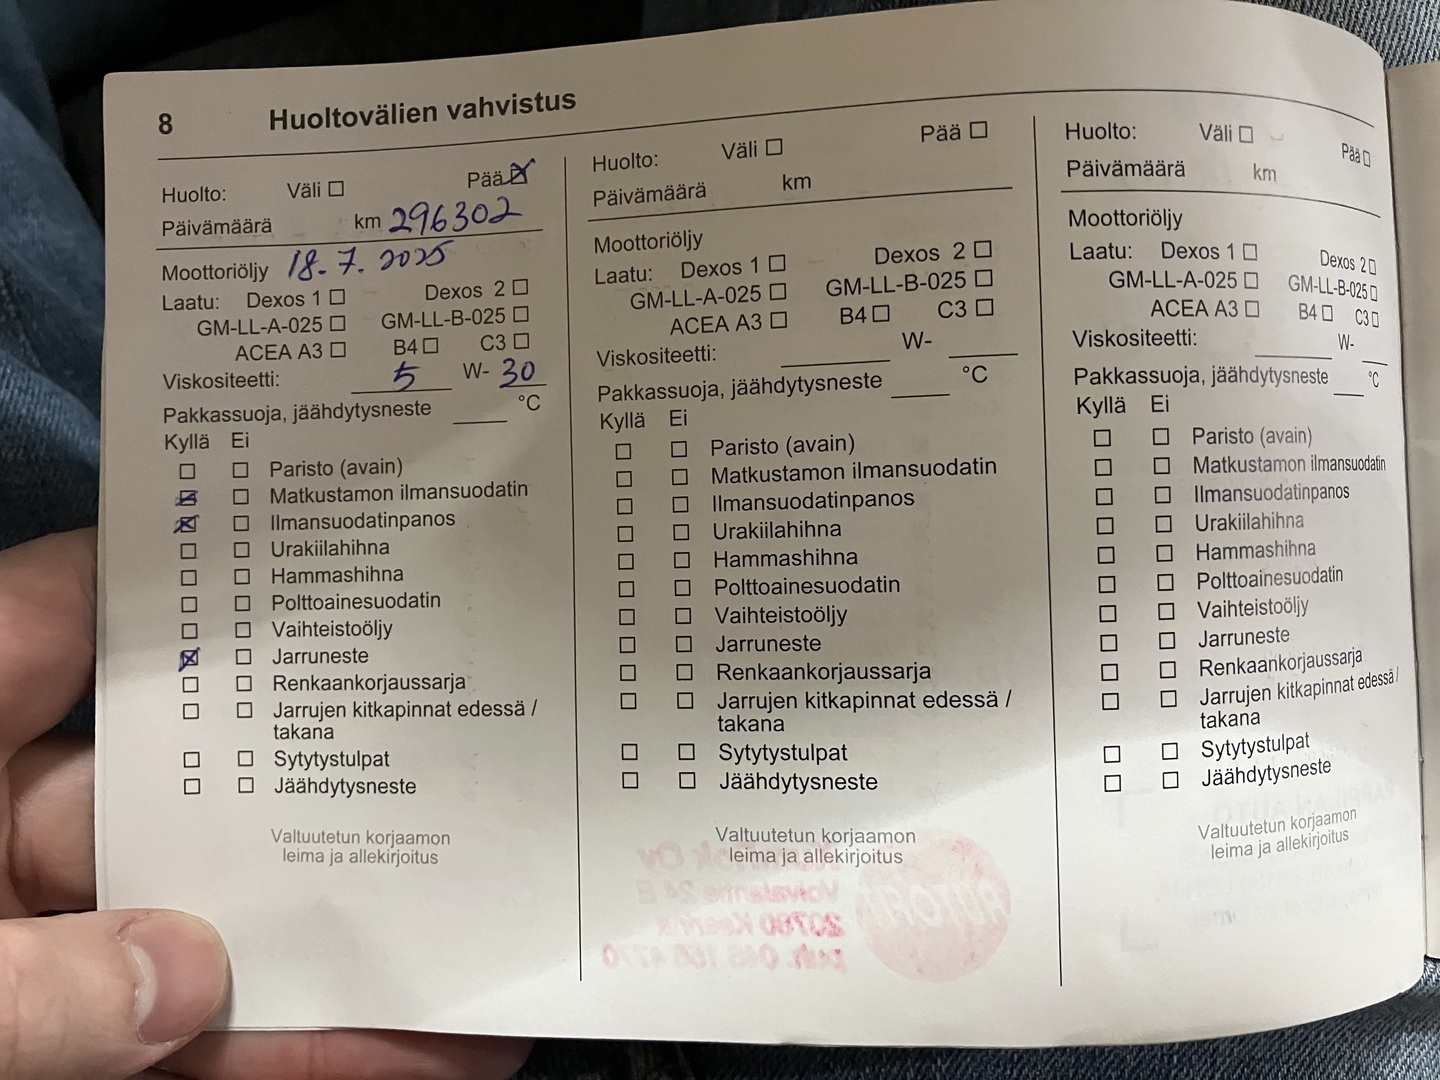 8 Huoltovälien vahvistus
Huolto: Väli ☐ Pää ☒
Päivämäärä km 296302
Moottoriöljy 18.7.2025
Laatu: Dexos 1 ☐ Dexos 2 ☐
GM-LL-A-025 ☐ GM-LL-B-025 ☐
ACEA A3 ☐ B4 ☐ C3 ☐
Viskositeetti: 5 W- 30
Pakkassuoja, jäähdytysneste ____ °C
Kyllä Ei
☐ ☐ Paristo (avain)
☒ ☐ Matkustamon ilmansuodatin
☒ ☐ Ilmansuodatinpanos
☐ ☐ Urakiilahihna
☐ ☐ Hammashihna
☐ ☐ Polttoainesuodatin
☐ ☐ Vaihteistoöljy
☒ ☐ Jarruneste
☐ ☐ Renkaankorjaussarja
☐ ☐ Jarrujen kitkapinnat edessä /
takana
☐ ☐ Sytytystulpat
☐ ☐ Jäähdytysneste
Valtuutetun korjaamon
leima ja allekirjoitus
Huolto: Väli ☐ Pää ☐
Päivämäärä km
Moottoriöljy
Laatu: Dexos 1 ☐ Dexos 2 ☐
GM-LL-A-025 ☐ GM-LL-B-025 ☐
ACEA A3 ☐ B4 ☐ C3 ☐
Viskositeetti: ____ W- ____
Pakkassuoja, jäähdytysneste ____ °C
Kyllä Ei
☐ ☐ Paristo (avain)
☐ ☐ Matkustamon ilmansuodatin
☐ ☐ Ilmansuodatinpanos
☐ ☐ Urakiilahihna
☐ ☐ Hammashihna
☐ ☐ Polttoainesuodatin
☐ ☐ Vaihteistoöljy
☐ ☐ Jarruneste
☐ ☐ Renkaankorjaussarja
☐ ☐ Jarrujen kitkapinnat edessä /
takana
☐ ☐ Sytytystulpat
☐ ☐ Jäähdytysneste
Valtuutetun korjaamon
leima ja allekirjoitus
Huolto: Väli ☐ Pää ☐
Päivämäärä km
Moottoriöljy
Laatu: Dexos 1 ☐ Dexos 2 ☐
GM-LL-A-025 ☐ GM-LL-B-025 ☐
ACEA A3 ☐ B4 ☐ C3 ☐
Viskositeetti: ____ W- ____
Pakkassuoja, jäähdytysneste ____ °C
Kyllä Ei
☐ ☐ Paristo (avain)
☐ ☐ Matkustamon ilmansuodatin
☐ ☐ Ilmansuodatinpanos
☐ ☐ Urakiilahihna
☐ ☐ Hammashihna
☐ ☐ Polttoainesuodatin
☐ ☐ Vaihteistoöljy
☐ ☐ Jarruneste
☐ ☐ Renkaankorjaussarja
☐ ☐ Jarrujen kitkapinnat edessä /
takana
☐ ☐ Sytytystulpat
☐ ☐ Jäähdytysneste
Valtuutetun korjaamon
leima ja allekirjoitus